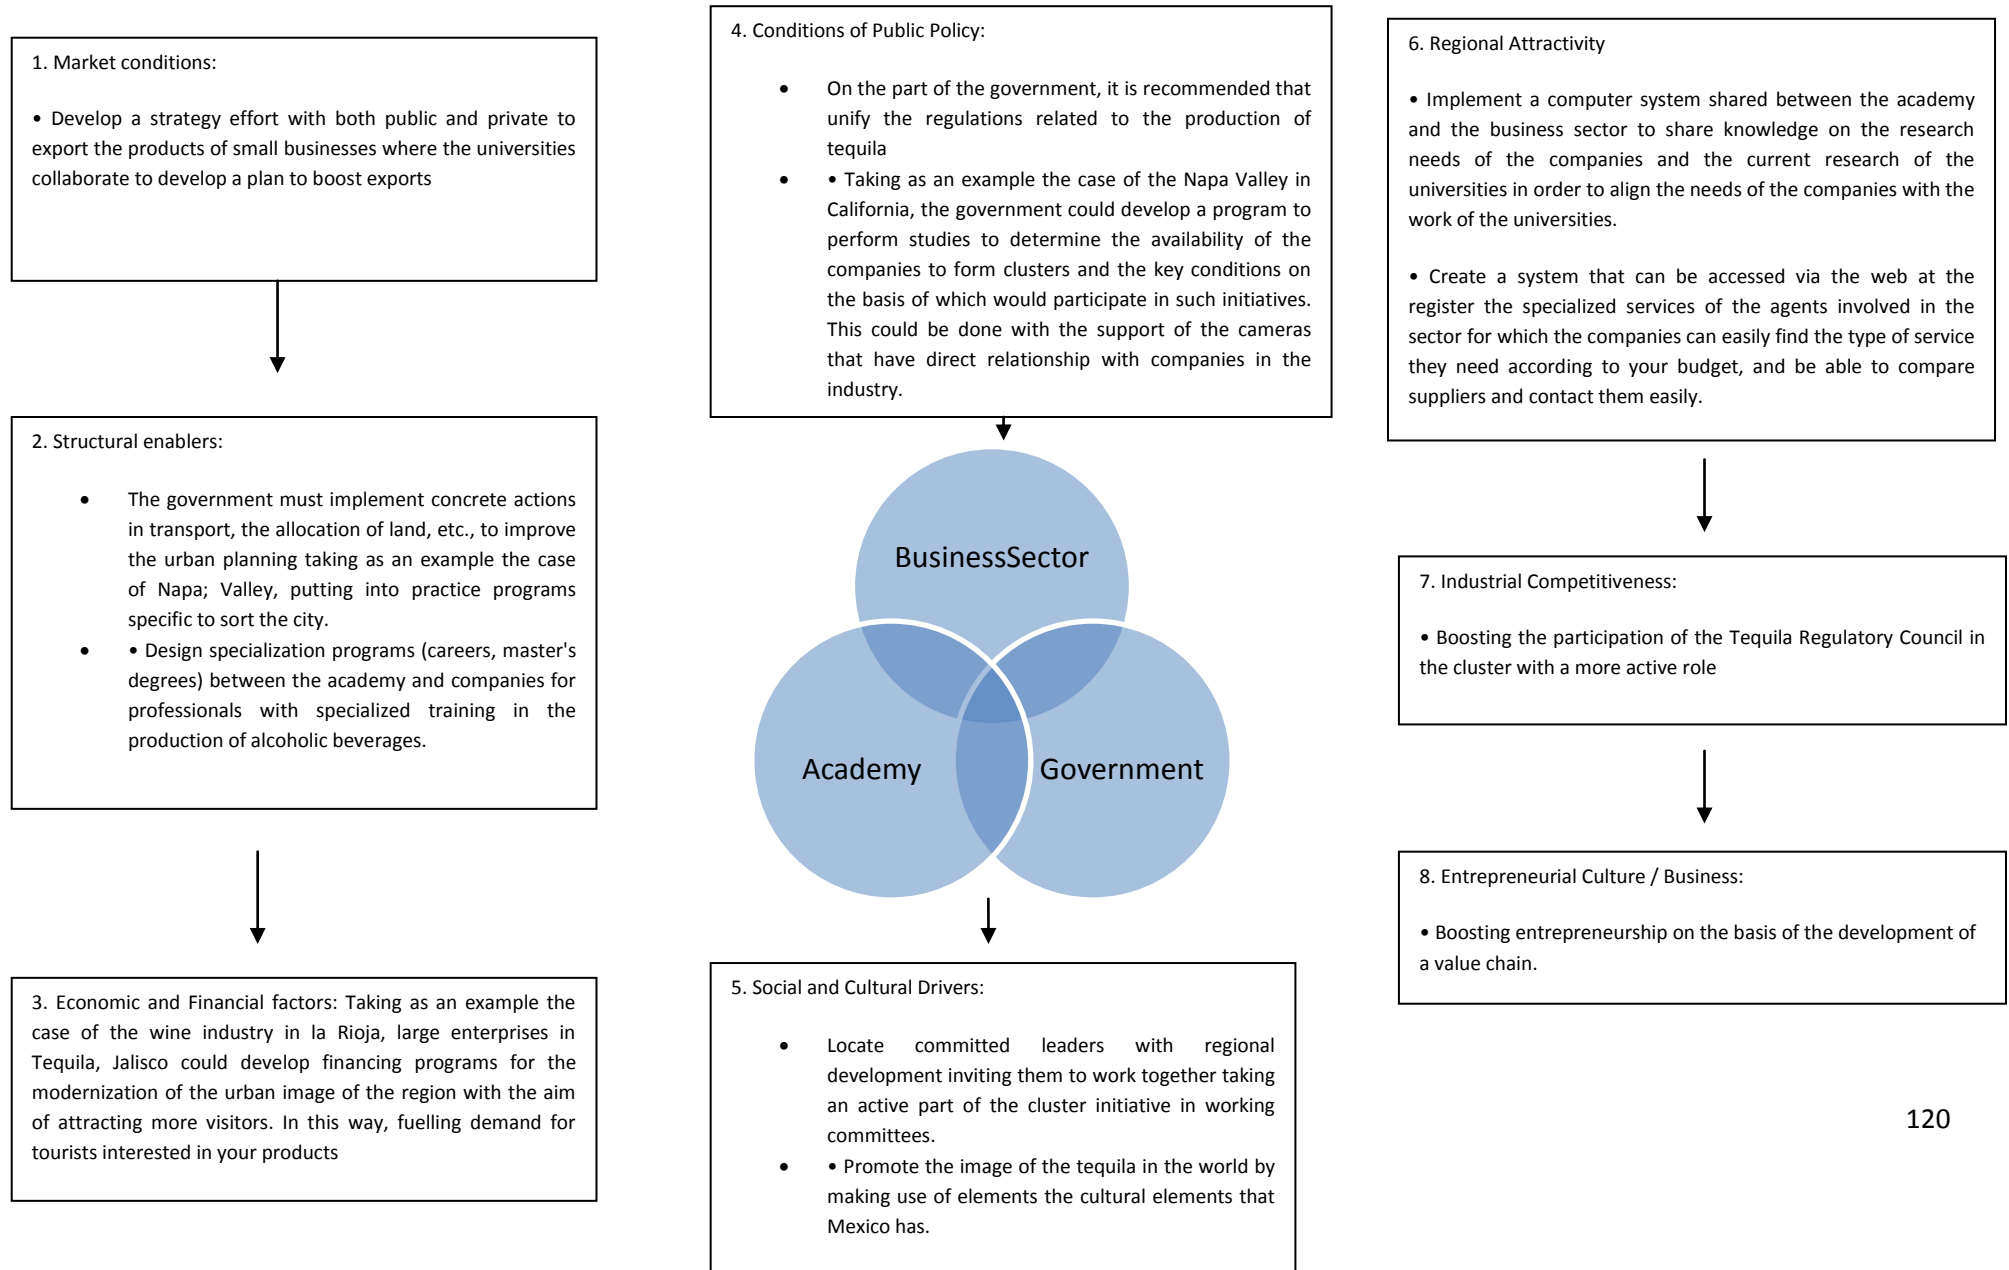 1. Market conditions:
• Develop a strategy effort with both public and private to
export the products of small businesses where the universities
collaborate to develop a plan to boost exports
2. Structural enablers:
• The government must implement concrete actions
in transport, the allocation of land, etc., to improve
the urban planning taking as an example the case
of Napa; Valley, putting into practice programs
specific to sort the city.
• • Design specialization programs (careers, master's
degrees) between the academy and companies for
professionals with specialized training in the
production of alcoholic beverages.
3. Economic and Financial factors: Taking as an example the
case of the wine industry in la Rioja, large enterprises in
Tequila, Jalisco could develop financing programs for the
modernization of the urban image of the region with the aim
of attracting more visitors. In this way, fuelling demand for
tourists interested in your products
4. Conditions of Public Policy:
• On the part of the government, it is recommended that
unify the regulations related to the production of
tequila
• • Taking as an example the case of the Napa Valley in
California, the government could develop a program to
perform studies to determine the availability of the
companies to form clusters and the key conditions on
the basis of which would participate in such initiatives.
This could be done with the support of the cameras
that have direct relationship with companies in the
industry.
BusinessSector
Academy
Government
5. Social and Cultural Drivers:
• Locate committed leaders with regional
development inviting them to work together taking
an active part of the cluster initiative in working
committees.
• • Promote the image of the tequila in the world by
making use of elements the cultural elements that
Mexico has.
6. Regional Attractivity
• Implement a computer system shared between the academy
and the business sector to share knowledge on the research
needs of the companies and the current research of the
universities in order to align the needs of the companies with the
work of the universities.
• Create a system that can be accessed via the web at the
register the specialized services of the agents involved in the
sector for which the companies can easily find the type of service
they need according to your budget, and be able to compare
suppliers and contact them easily.
7. Industrial Competitiveness:
• Boosting the participation of the Tequila Regulatory Council in
the cluster with a more active role
8. Entrepreneurial Culture / Business:
• Boosting entrepreneurship on the basis of the development of
a value chain.
120